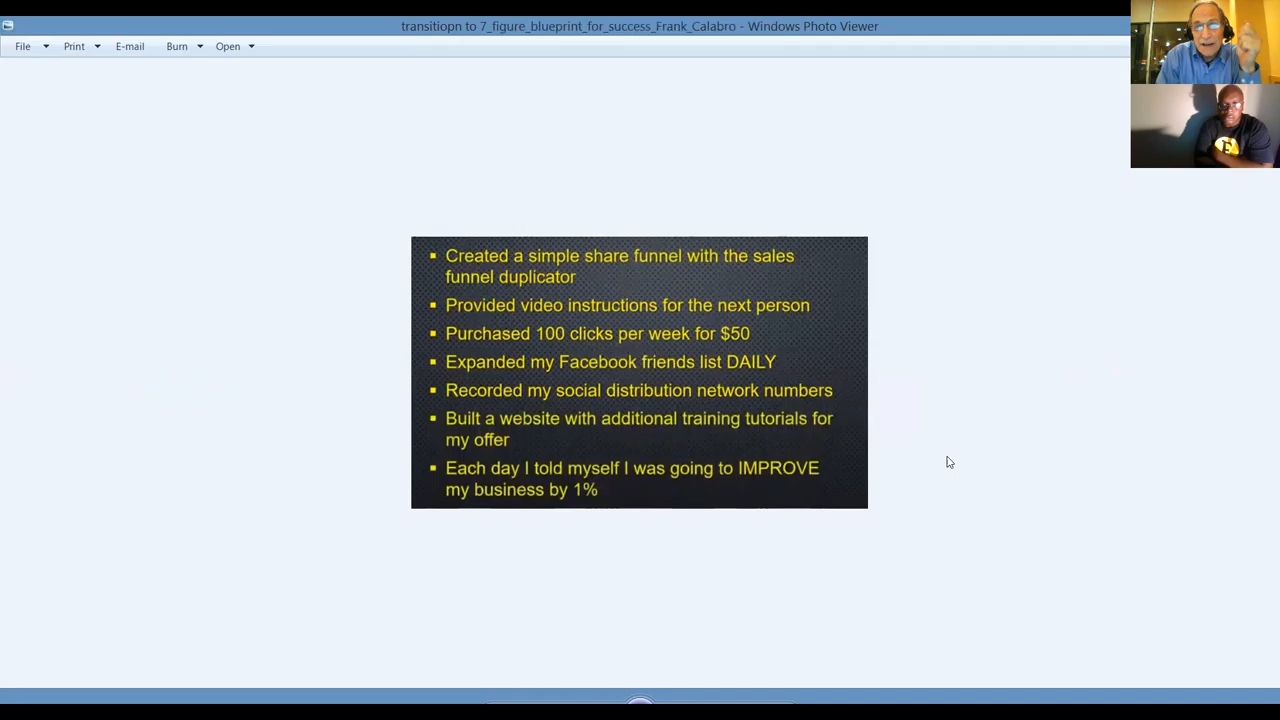 transitiopn to 7_figure_blueprint_for_success_Frank_Calabro - Windows Photo Viewer
File Print E-mail Burn Open
▪ Created a simple share funnel with the sales
funnel duplicator
▪ Provided video instructions for the next person
▪ Purchased 100 clicks per week for $50
▪ Expanded my Facebook friends list DAILY
▪ Recorded my social distribution network numbers
▪ Built a website with additional training tutorials for
my offer
▪ Each day I told myself I was going to IMPROVE
my business by 1%